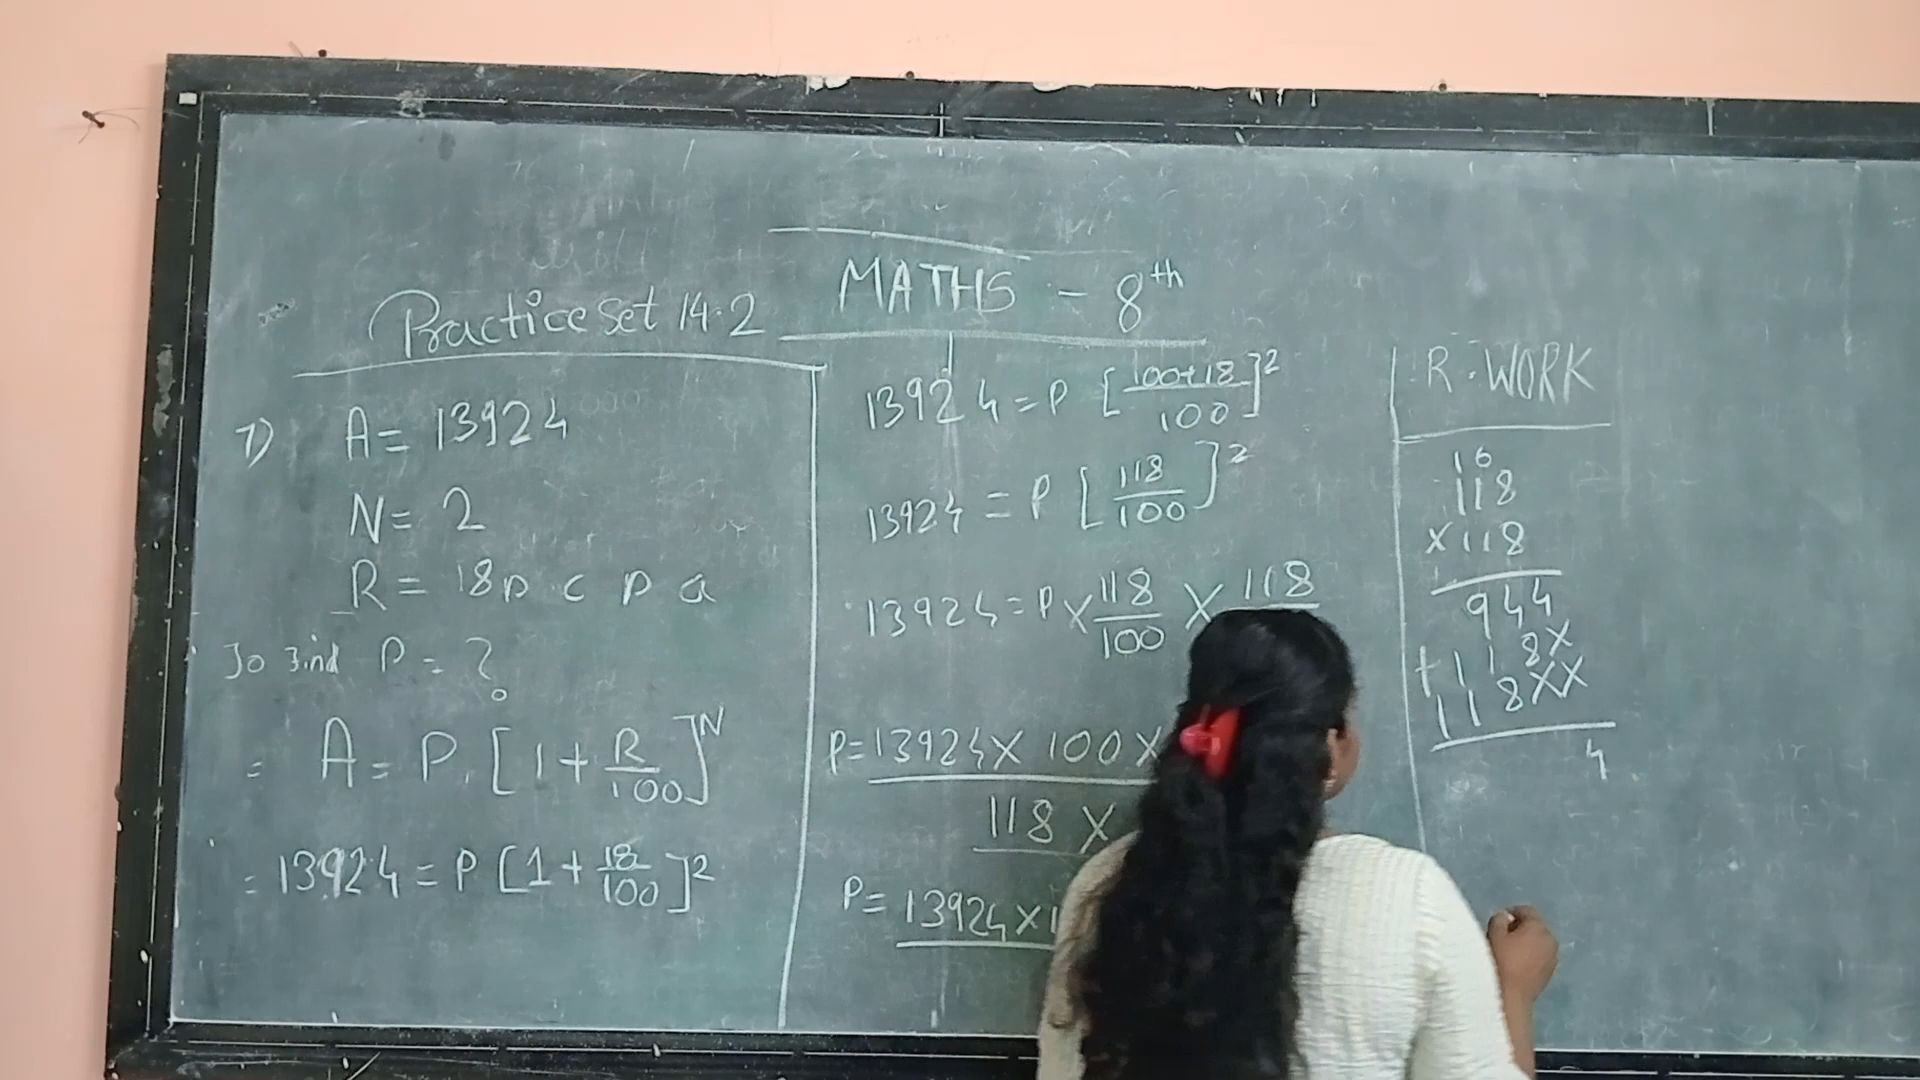 MATHS - 8th
Practice set 14.2
7) A = 13924
N = 2
R = 18 p c p a
To find P = ?
= A = P [1 + R/100]^N
= 13924 = P [1 + 18/100]^2
13924 = P [100+18/100]^2
13924 = P [118/100]^2
13924 = P × 118/100 × 118
P = 13924 × 100 ×
118 ×
P = 13924 × 1
R. WORK
16
118
× 118
944
+ 118×
118××
4